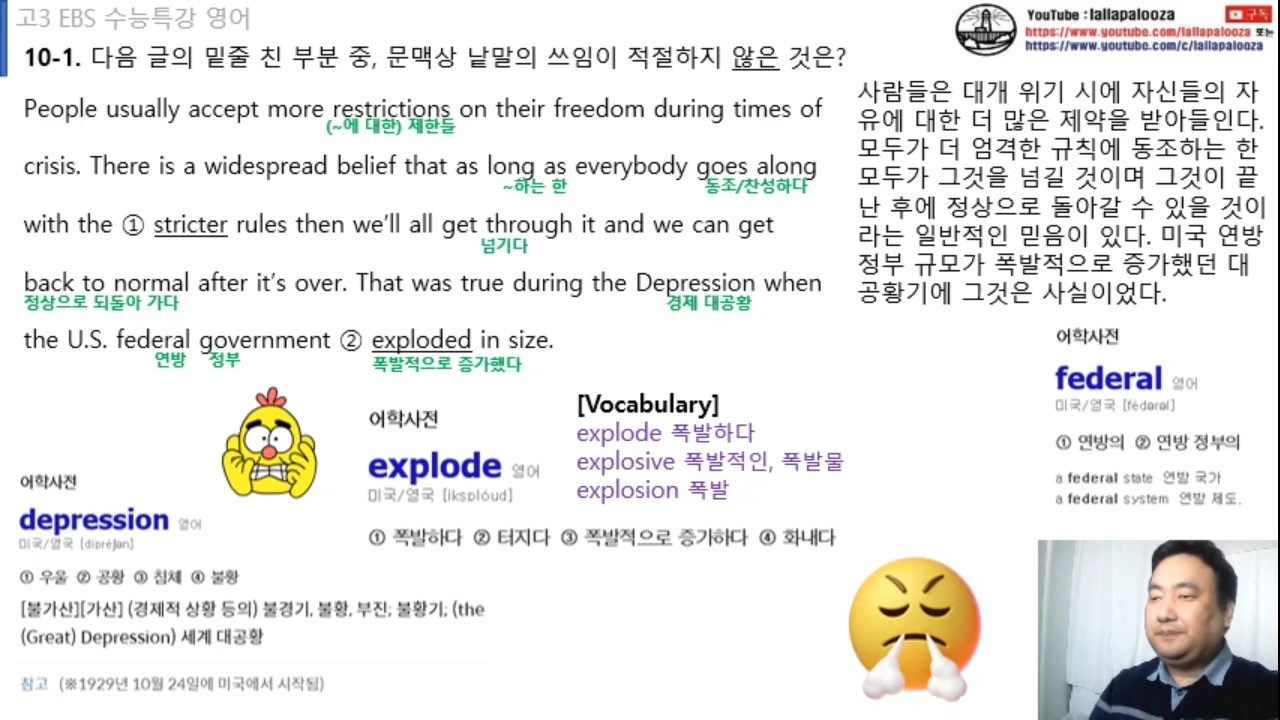 고3 EBS 수능특강 영어
YouTube : lallapalooza 구독
https://www.youtube.com/lallapalooza 또는
https://www.youtube.com/c/lallapalooza
10-1. 다음 글의 밑줄 친 부분 중, 문맥상 낱말의 쓰임이 적절하지 않은 것은?
People usually accept more restrictions on their freedom during times of
(~에 대한) 제한들
crisis. There is a widespread belief that as long as everybody goes along
~하는 한 동조/찬성하다
with the ① stricter rules then we’ll all get through it and we can get
넘기다
back to normal after it’s over. That was true during the Depression when
정상으로 되돌아 가다 경제 대공황
the U.S. federal government ② exploded in size.
연방 정부 폭발적으로 증가했다
사람들은 대개 위기 시에 자신들의 자
유에 대한 더 많은 제약을 받아들인다.
모두가 더 엄격한 규칙에 동조하는 한
모두가 그것을 넘길 것이며 그것이 끝
난 후에 정상으로 돌아갈 수 있을 것이
라는 일반적인 믿음이 있다. 미국 연방
정부 규모가 폭발적으로 증가했던 대
공황기에 그것은 사실이었다.
어학사전
depression 영어
미국/영국 [dipréʃən]
① 우울 ② 공황 ③ 침체 ④ 불황
[불가산][가산] (경제적 상황 등의) 불경기, 불황, 부진; 불황기; (the
(Great) Depression) 세계 대공황
참고 (※1929년 10월 24일에 미국에서 시작됨)
어학사전
explode 영어
미국/영국 [iksplóud]
① 폭발하다 ② 터지다 ③ 폭발적으로 증가하다 ④ 화내다
[Vocabulary]
explode 폭발하다
explosive 폭발적인, 폭발물
explosion 폭발
어학사전
federal 영어
미국/영국 [fédərəl]
① 연방의 ② 연방 정부의
a federal state 연방 국가
a federal system 연방 제도.